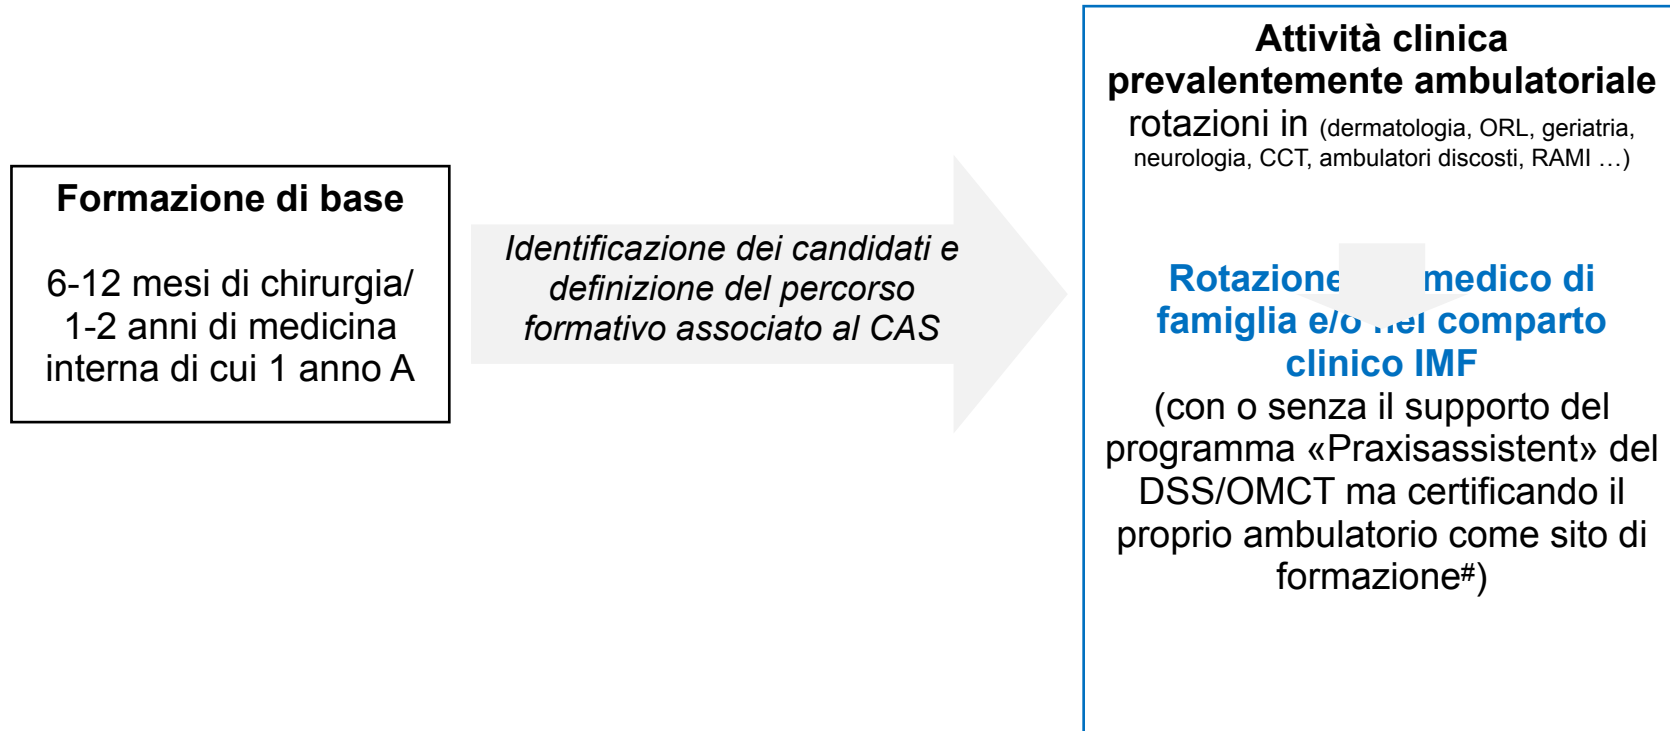 Formazione di base
6-12 mesi di chirurgia/
1-2 anni di medicina
interna di cui 1 anno A
Identificazione dei candidati e
definizione del percorso
formativo associato al CAS
Attività clinica
prevalentemente ambulatoriale
rotazioni in (dermatologia, ORL, geriatria,
neurologia, CCT, ambulatori discosti, RAMI …)
Rotazione medico di
famiglia e/o nel comparto
clinico IMF
(con o senza il supporto del
programma «Praxisassistent» del
DSS/OMCT ma certificando il
proprio ambulatorio come sito di
formazione#)